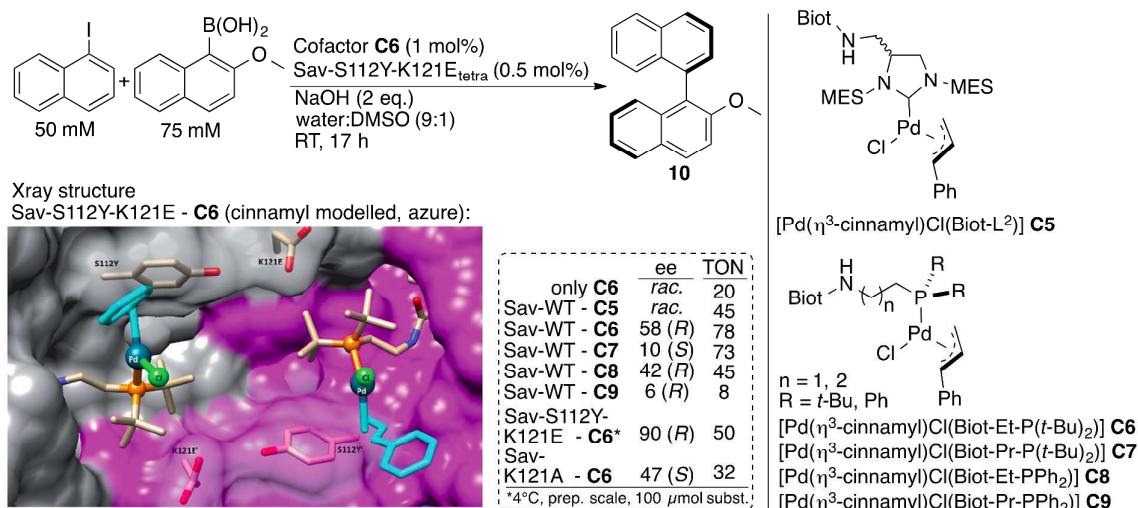 I
B(OH)2
O
+
50 mM
75 mM
Cofactor C6 (1 mol%)
Sav-S112Y-K121Etetra (0.5 mol%)
NaOH (2 eq.)
water:DMSO (9:1)
RT, 17 h
O
10
Xray structure
Sav-S112Y-K121E - C6 (cinnamyl modelled, azure):
S112Y
K121E
Pd
Cl
Cl
Pd
K121E'
S112Y'
ee TON
only C6 rac. 20
Sav-WT - C5 rac. 45
Sav-WT - C6 58 (R) 78
Sav-WT - C7 10 (S) 73
Sav-WT - C8 42 (R) 45
Sav-WT - C9 6 (R) 8
Sav-S112Y-
K121E - C6* 90 (R) 50
Sav-
K121A - C6 47 (S) 32
*4°C, prep. scale, 100 μmol subst.
Biot
N
H
N
N
MES
MES
Pd
Cl
Ph
[Pd(η3-cinnamyl)Cl(Biot-L2)] C5
H
Biot
N
( )n
P
R
R
Pd
Cl
Ph
n = 1, 2
R = t-Bu, Ph
[Pd(η3-cinnamyl)Cl(Biot-Et-P(t-Bu)2)] C6
[Pd(η3-cinnamyl)Cl(Biot-Pr-P(t-Bu)2)] C7
[Pd(η3-cinnamyl)Cl(Biot-Et-PPh2)] C8
[Pd(η3-cinnamyl)Cl(Biot-Pr-PPh2)] C9